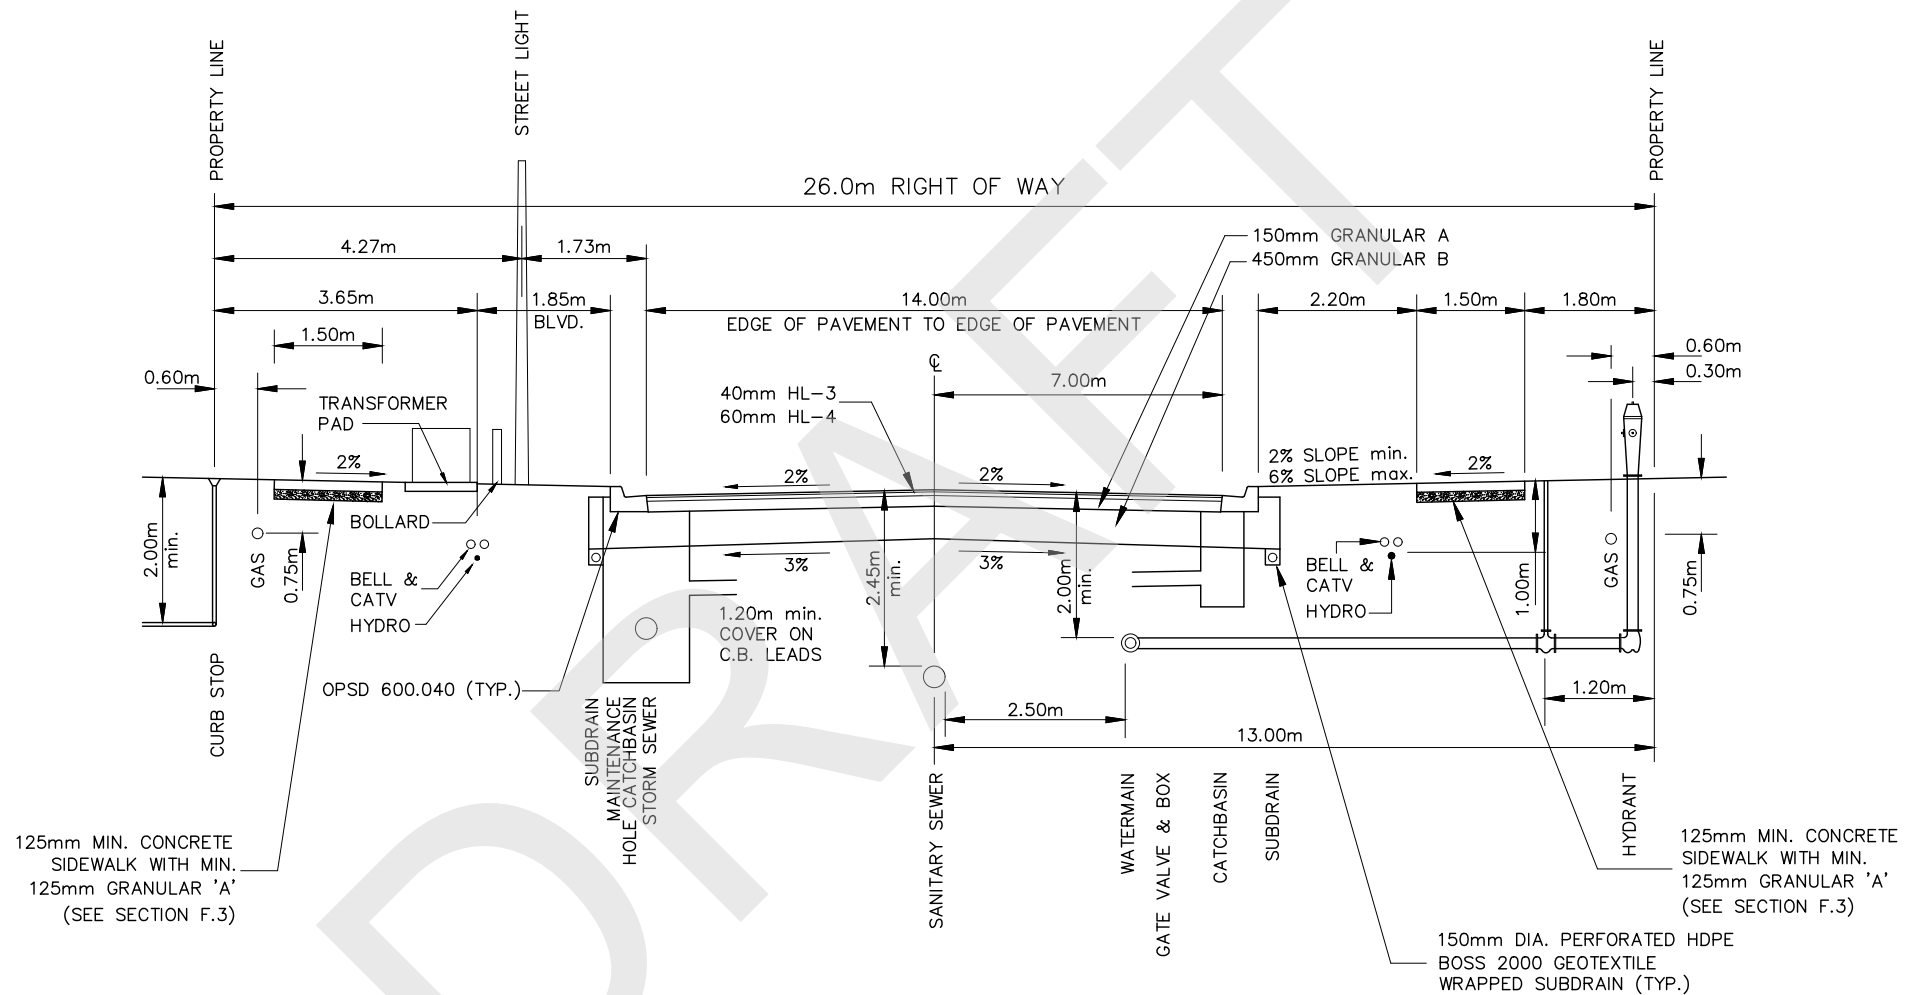 PROPERTY LINE
STREET LIGHT
PROPERTY LINE
26.0m RIGHT OF WAY
4.27m
1.73m
150mm GRANULAR A
450mm GRANULAR B
3.65m
1.85m
BLVD.
14.00m
EDGE OF PAVEMENT TO EDGE OF PAVEMENT
2.20m
1.50m
1.80m
1.50m
0.60m
0.30m
0.60m
℄
7.00m
TRANSFORMER
PAD
40mm HL-3
60mm HL-4
2%
2%
2%
2% SLOPE min.
6% SLOPE max.
2%
2.00m
min.
GAS
0.75m
BOLLARD
BELL &
CATV
HYDRO
3%
3%
2.45m
min.
2.00m
min.
1.20m min.
COVER ON
C.B. LEADS
BELL &
CATV
HYDRO
1.00m
GAS
0.75m
CURB STOP
OPSD 600.040 (TYP.)
SUBDRAIN
MAINTENANCE
HOLE CATCHBASIN
STORM SEWER
2.50m
1.20m
13.00m
SANITARY SEWER
WATERMAIN
GATE VALVE & BOX
CATCHBASIN
SUBDRAIN
HYDRANT
125mm MIN. CONCRETE
SIDEWALK WITH MIN.
125mm GRANULAR 'A'
(SEE SECTION F.3)
125mm MIN. CONCRETE
SIDEWALK WITH MIN.
125mm GRANULAR 'A'
(SEE SECTION F.3)
150mm DIA. PERFORATED HDPE
BOSS 2000 GEOTEXTILE
WRAPPED SUBDRAIN (TYP.)
DRAFT